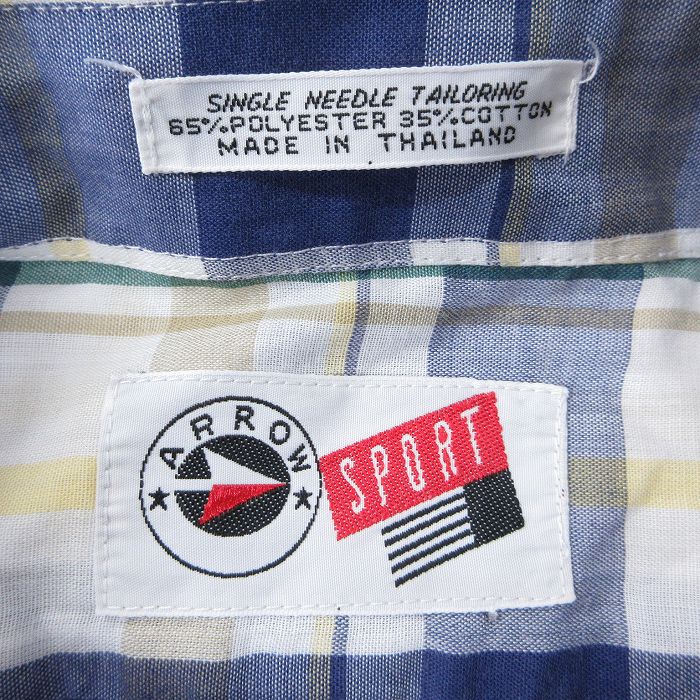 SINGLE NEEDLE TAILORING
65%POLYESTER 35%COTTON
MADE IN THAILAND
ARROW
SPORT